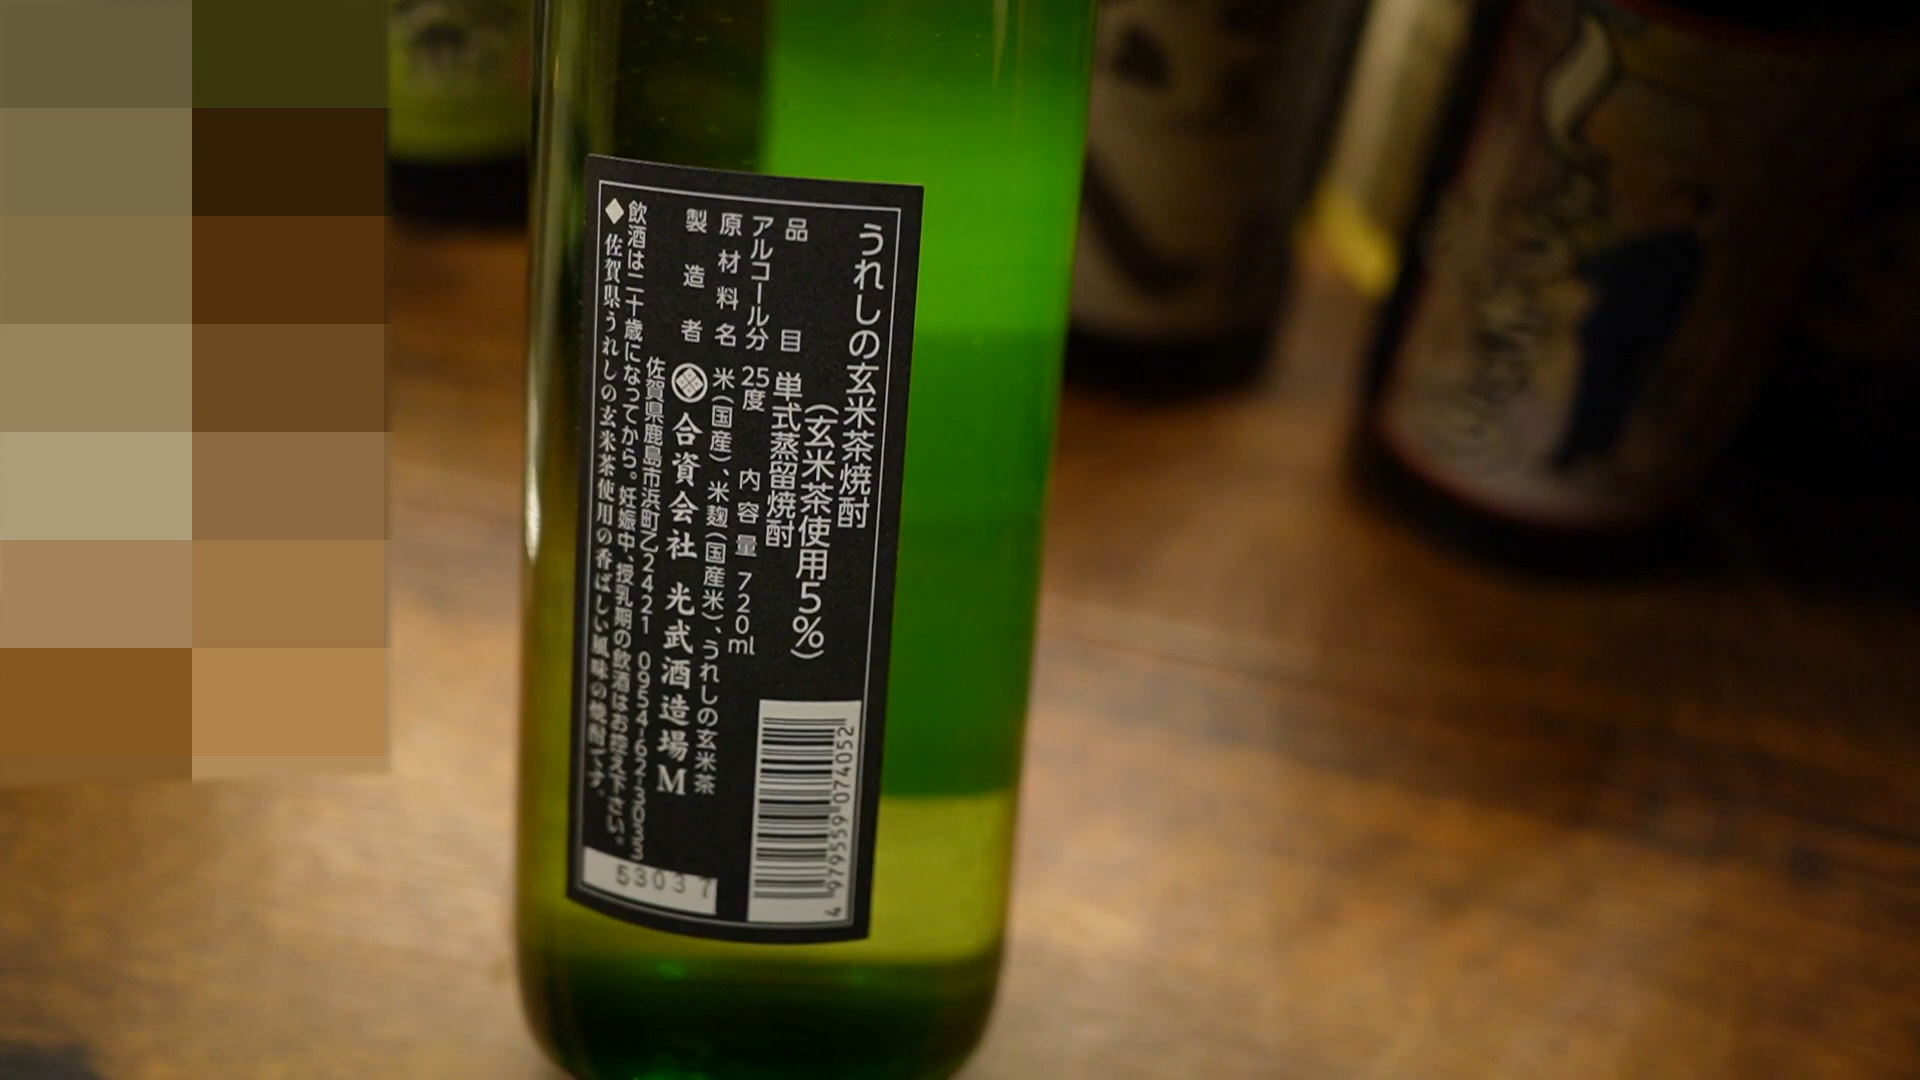 うれしの玄米茶焼酎
(玄米茶使用5%)
品目 単式蒸留焼酎
アルコール分 25度 内容量 720ml
原材料名 米(国産)、米麹(国産米)、うれしの玄米茶
製造者 合資会社 光武酒造場M
佐賀県鹿島市浜町乙2421 0954-62-3033
飲酒は二十歳になってから。妊娠中、授乳期の飲酒はお控え下さい。
◆佐賀県うれしの玄米茶使用の香ばしい風味の焼酎です。
4 979559 074052
53037